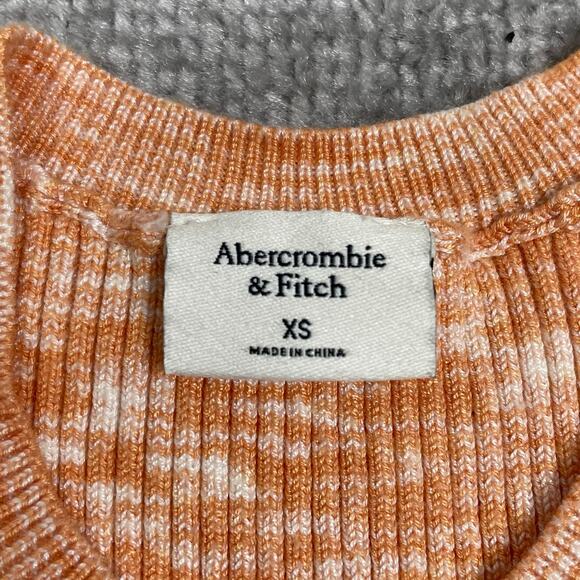 Abercrombie
& Fitch
XS
MADE IN CHINA